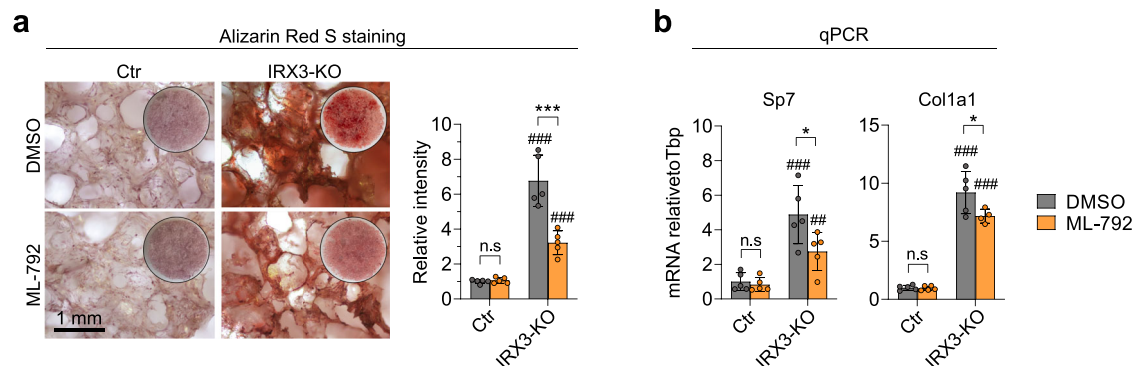 a
Alizarin Red S staining
Ctr
IRX3-KO
DMSO
ML-792
1 mm
Relative intensity
10
8
6
4
2
0
n.s
###
***
###
Ctr
IRX3-KO
b
qPCR
Sp7
mRNA relativetoTbp
10
8
6
4
2
0
n.s
###
*
##
Ctr
IRX3-KO
Col1a1
15
10
5
0
n.s
###
*
###
Ctr
IRX3-KO
DMSO
ML-792